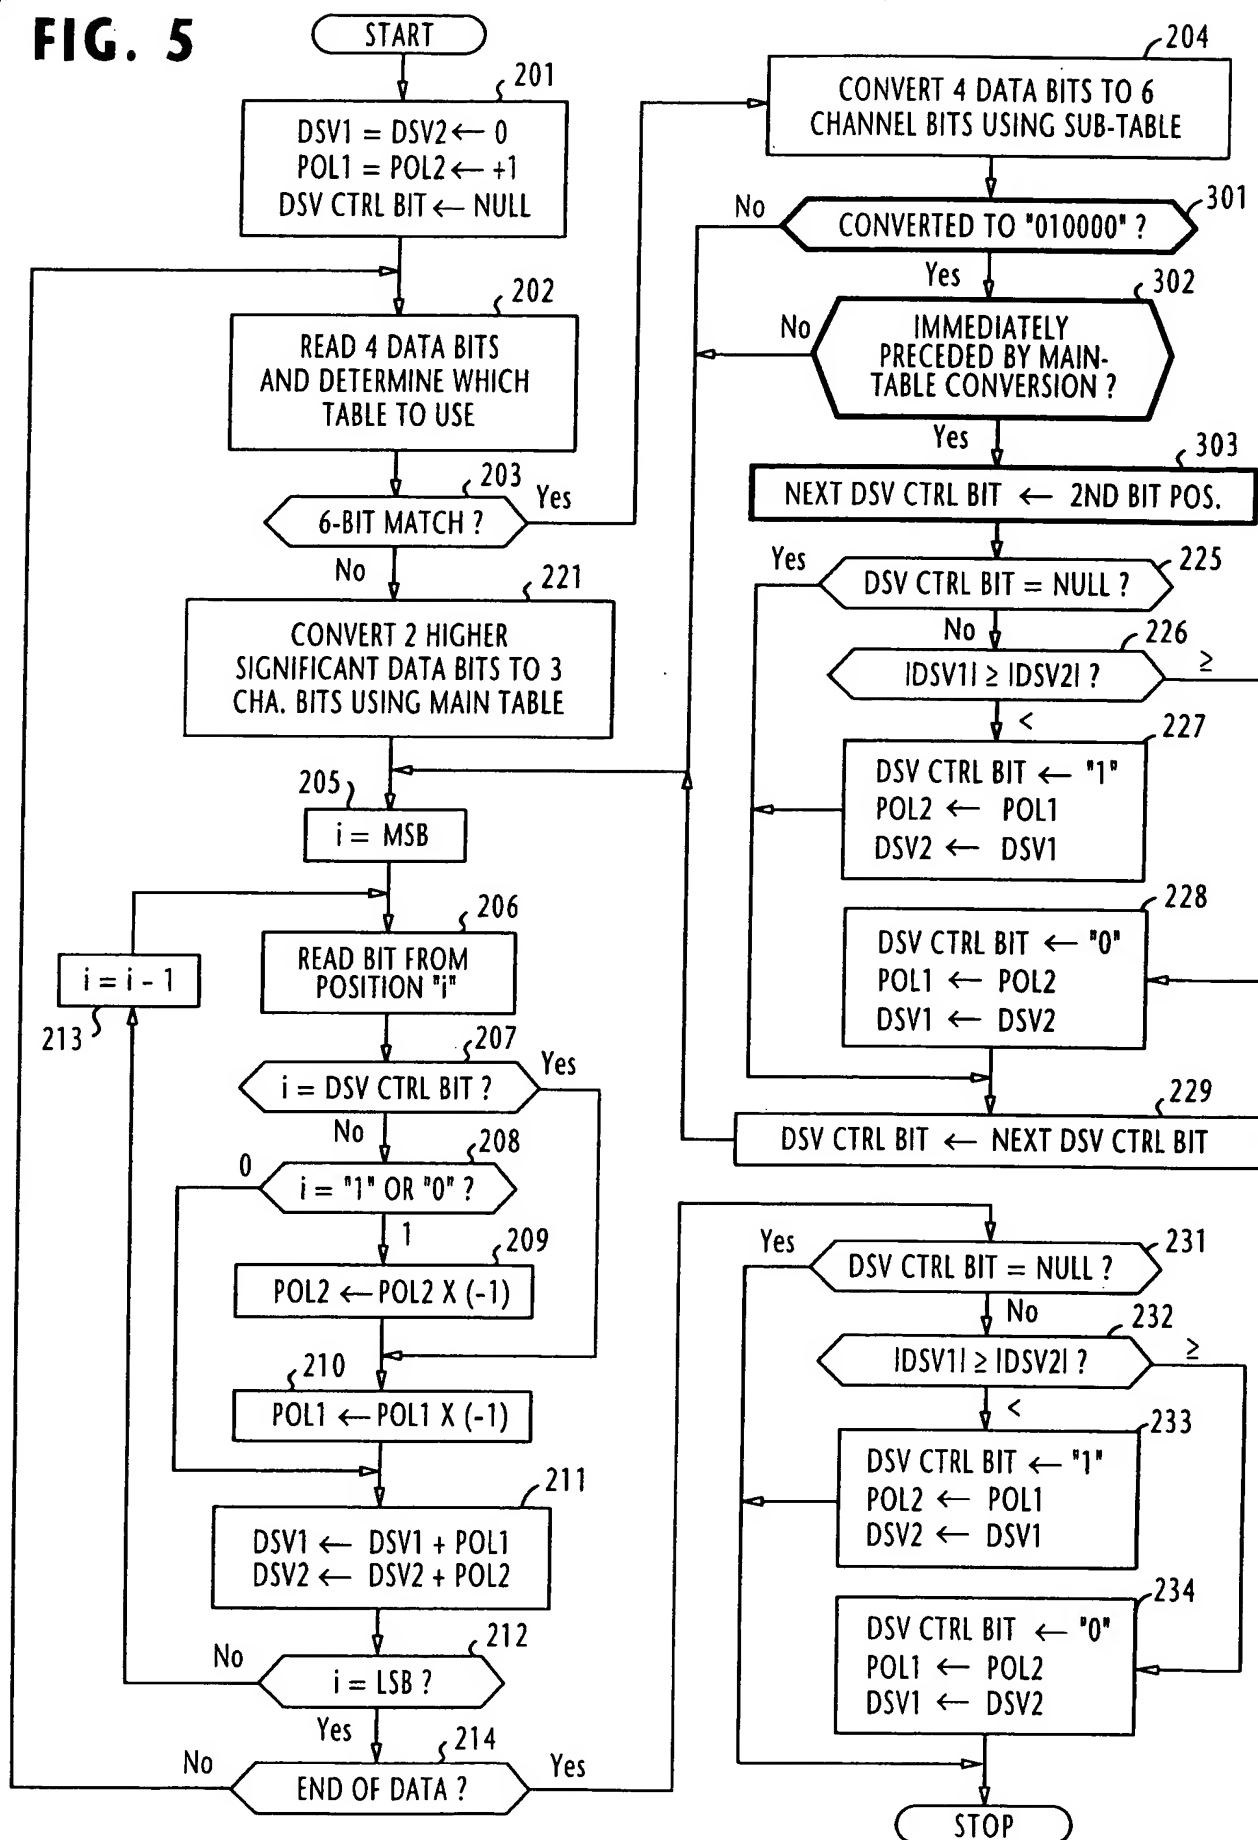 FIG. 5
START
201
DSV1 = DSV2 ← 0
POL1 = POL2 ← +1
DSV CTRL BIT ← NULL
202
READ 4 DATA BITS
AND DETERMINE WHICH
TABLE TO USE
203
6-BIT MATCH ?
Yes
No
221
CONVERT 2 HIGHER
SIGNIFICANT DATA BITS TO 3
CHA. BITS USING MAIN TABLE
205
i = MSB
206
READ BIT FROM
POSITION "i"
i = i - 1
213
207
i = DSV CTRL BIT ?
Yes
No
208
0
i = "1" OR "0" ?
1
209
POL2 ← POL2 X (-1)
210
POL1 ← POL1 X (-1)
211
DSV1 ← DSV1 + POL1
DSV2 ← DSV2 + POL2
212
No
i = LSB ?
Yes
214
No
END OF DATA ?
Yes
204
CONVERT 4 DATA BITS TO 6
CHANNEL BITS USING SUB-TABLE
301
No
CONVERTED TO "010000" ?
Yes
302
No
IMMEDIATELY
PRECEDED BY MAIN-
TABLE CONVERSION ?
Yes
303
NEXT DSV CTRL BIT ← 2ND BIT POS.
225
Yes
DSV CTRL BIT = NULL ?
No
226
|DSV1| ≥ |DSV2| ?
≥
<
227
DSV CTRL BIT ← "1"
POL2 ← POL1
DSV2 ← DSV1
228
DSV CTRL BIT ← "0"
POL1 ← POL2
DSV1 ← DSV2
229
DSV CTRL BIT ← NEXT DSV CTRL BIT
231
Yes
DSV CTRL BIT = NULL ?
No
232
|DSV1| ≥ |DSV2| ?
≥
<
233
DSV CTRL BIT ← "1"
POL2 ← POL1
DSV2 ← DSV1
234
DSV CTRL BIT ← "0"
POL1 ← POL2
DSV1 ← DSV2
STOP